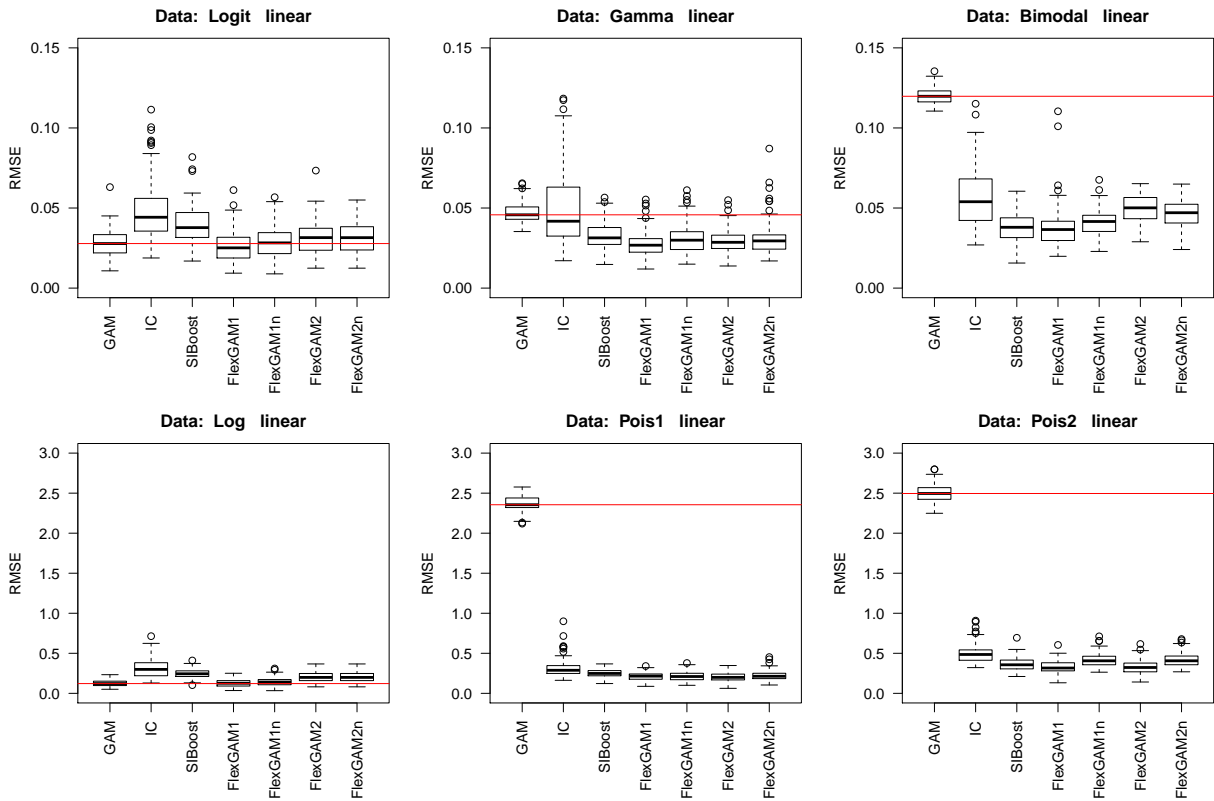 Data: Logit linear
RMSE
0.15
0.10
0.05
0.00
GAM
IC
SIBoost
FlexGAM1
FlexGAM1n
FlexGAM2
FlexGAM2n
Data: Gamma linear
RMSE
0.15
0.10
0.05
0.00
GAM
IC
SIBoost
FlexGAM1
FlexGAM1n
FlexGAM2
FlexGAM2n
Data: Bimodal linear
RMSE
0.15
0.10
0.05
0.00
GAM
IC
SIBoost
FlexGAM1
FlexGAM1n
FlexGAM2
FlexGAM2n
Data: Log linear
RMSE
3.0
2.5
2.0
1.5
1.0
0.5
0.0
GAM
IC
SIBoost
FlexGAM1
FlexGAM1n
FlexGAM2
FlexGAM2n
Data: Pois1 linear
RMSE
3.0
2.5
2.0
1.5
1.0
0.5
0.0
GAM
IC
SIBoost
FlexGAM1
FlexGAM1n
FlexGAM2
FlexGAM2n
Data: Pois2 linear
RMSE
3.0
2.5
2.0
1.5
1.0
0.5
0.0
GAM
IC
SIBoost
FlexGAM1
FlexGAM1n
FlexGAM2
FlexGAM2n